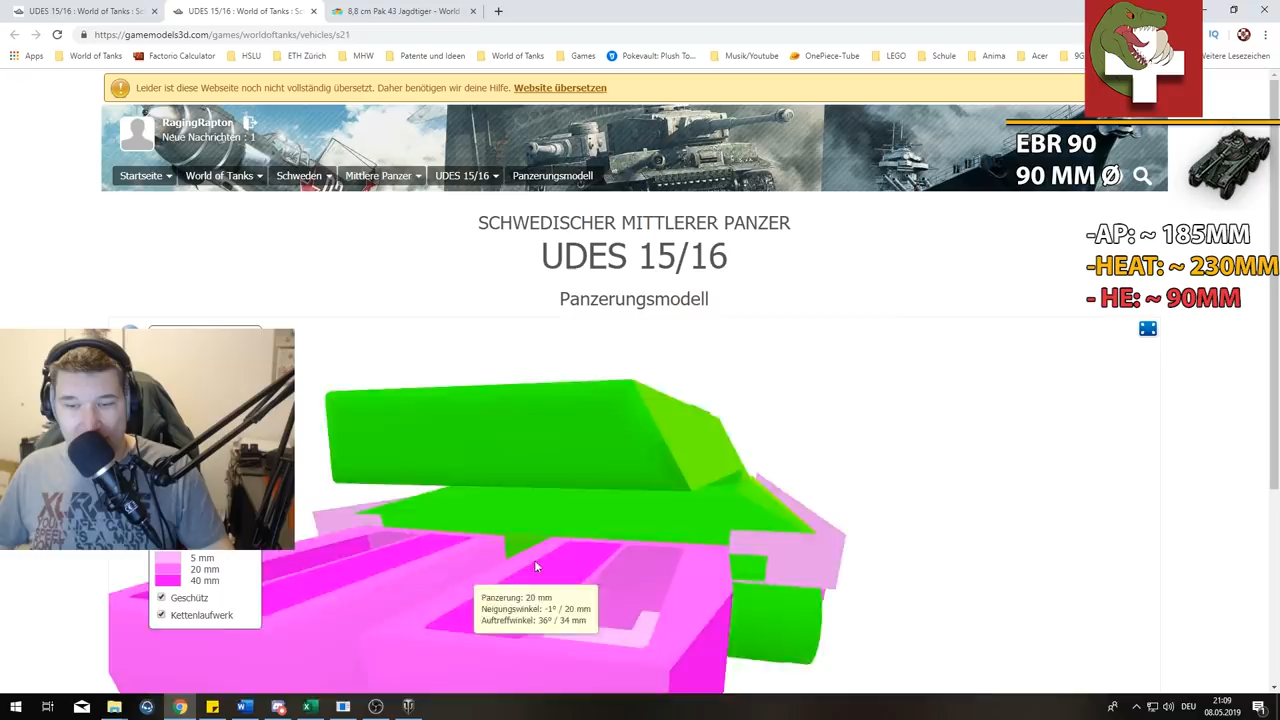 UDES 15/16 : World of Tanks : Sc
UDES 15/16 : World of Tanks : Sc
8,8 cm Pak 43 Jagdtiger - World
https://gamemodels3d.com/games/worldoftanks/vehicles/s21
Apps World of Tanks Factorio Calculator HSLU ETH Zürich MHW Patente und Ideen World of Tanks Games Pokevault: Plush To... Musik/Youtube OnePiece-Tube LEGO Schule Anima Acer Weitere Lesezeichen
Leider ist diese Webseite noch nicht vollständig übersetzt. Daher benötigen wir deine Hilfe. Website übersetzen
RagingRaptor
Neue Nachrichten : 1
Startseite World of Tanks Schweden Mittlere Panzer UDES 15/16 Panzerungsmodell
EBR 90
90 MM Ø
-AP: ~ 185MM
-HEAT: ~ 230MM
- HE: ~ 90MM
SCHWEDISCHER MITTLERER PANZER
UDES 15/16
Panzerungsmodell
5 mm
20 mm
40 mm
Geschütz
Kettenlaufwerk
Panzerung: 20 mm
Neigungswinkel: -1° / 20 mm
Auftreffwinkel: 36° / 34 mm
DEU
21:09
08.05.2019